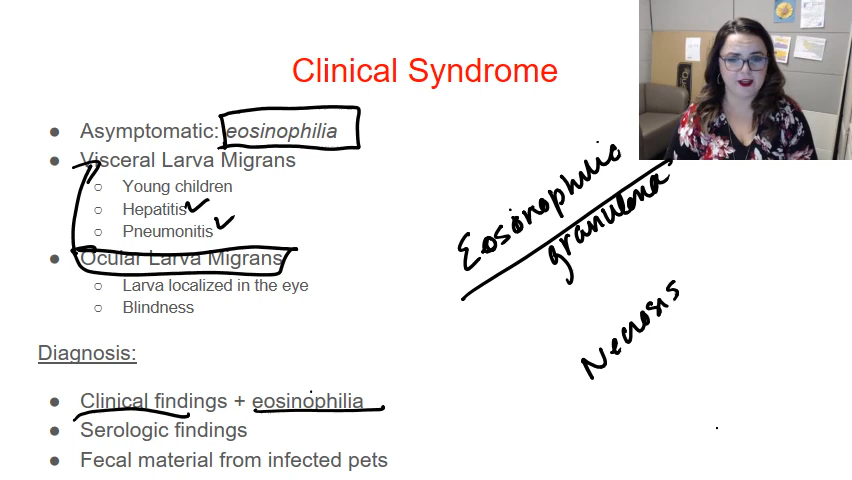 Clinical Syndrome
● Asymptomatic: eosinophilia
● Visceral Larva Migrans
○ Young children
○ Hepatitis
○ Pneumonitis
● Ocular Larva Migrans
○ Larva localized in the eye
○ Blindness
Eosinophilic
granuloma
Necrosis
Diagnosis:
● Clinical findings + eosinophilia
● Serologic findings
● Fecal material from infected pets